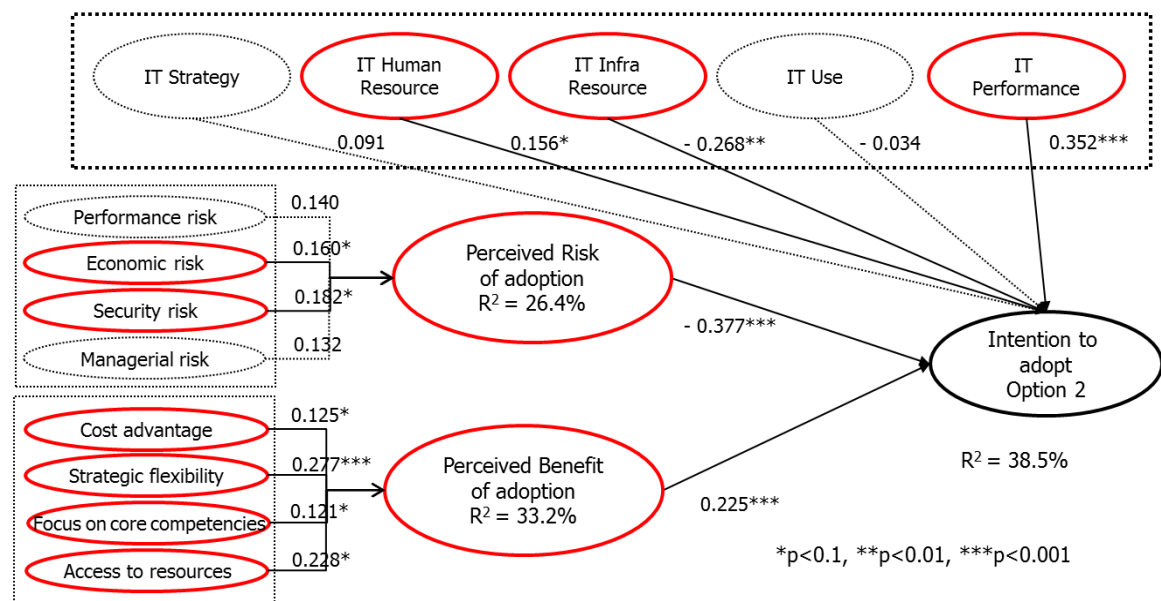 IT Strategy
IT Human
Resource
IT Infra
Resource
IT Use
IT
Performance
0.091
0.156*
- 0.268**
- 0.034
0.352***
Performance risk
Economic risk
Security risk
Managerial risk
0.140
0.160*
0.182*
0.132
Perceived Risk
of adoption
R² = 26.4%
- 0.377***
Intention to
adopt
Option 2
R² = 38.5%
Cost advantage
Strategic flexibility
Focus on core competencies
Access to resources
0.125*
0.277***
0.121*
0.228*
Perceived Benefit
of adoption
R² = 33.2%
0.225***
*p<0.1, **p<0.01, ***p<0.001